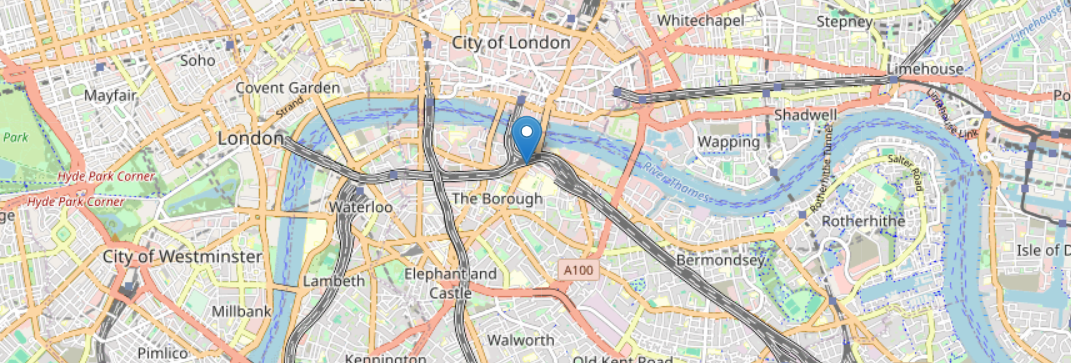 Whitechapel
Stepney
City of London
Soho
Limehouse
Mayfair
Covent Garden
Strand
Limehouse Link
Shadwell
Park
London
Wapping
Rotherhithe Tunnel
Salter Road
Hyde Park Corner
River Thames
Hyde Park Corner
The Borough
Waterloo
Rotherhithe
City of Westminster
Bermondsey
Isle of D
Elephant and
Castle
A100
Lambeth
Millbank
Walworth
Pimlico
Kennington
Old Kent Road